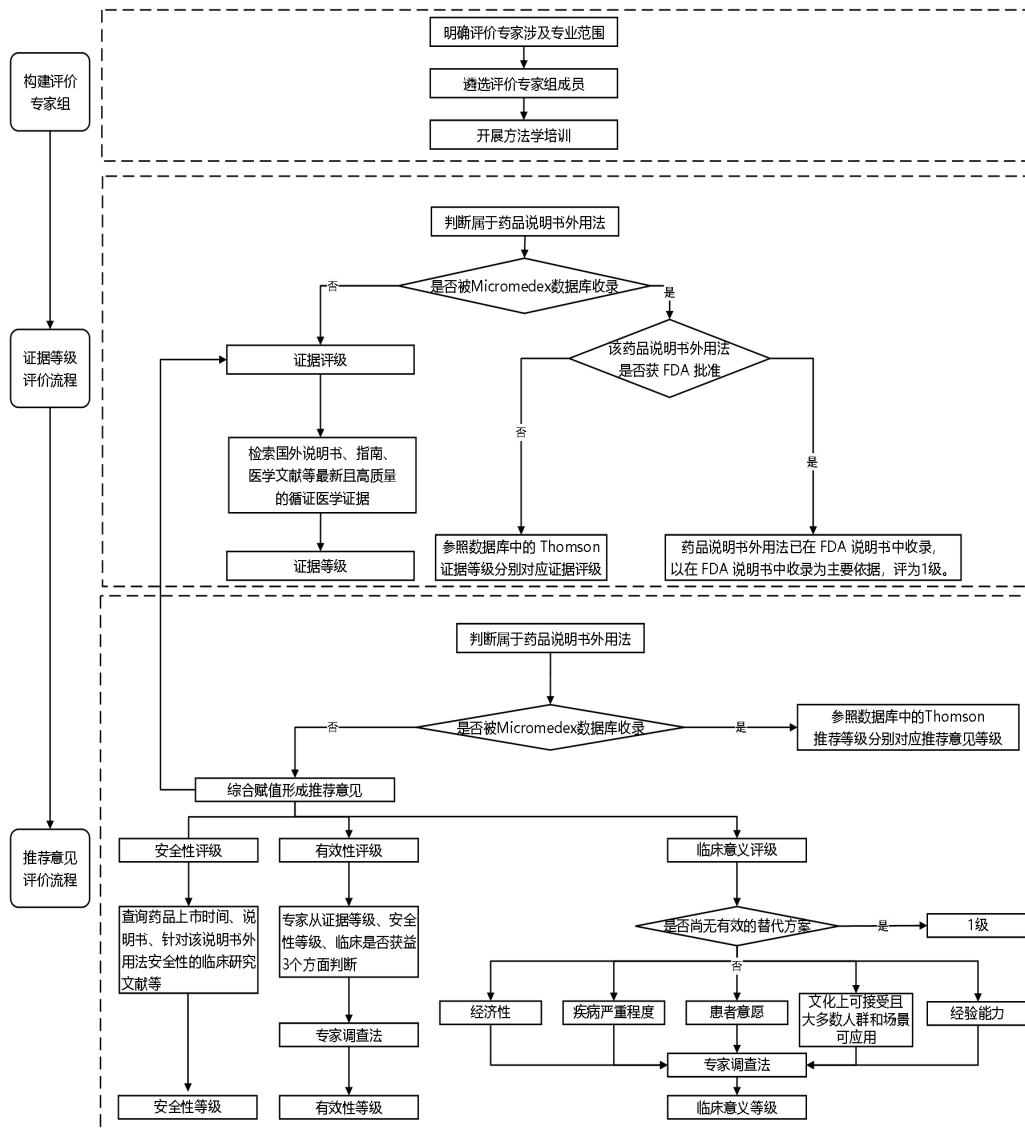 构建评价
专家组
明确评价专家涉及专业范围
遴选评价专家组成员
开展方法学培训
证据等级
评价流程
判断属于药品说明书外用法
是否被Micromedex数据库收录
否
是
证据评级
该药品说明书外用法
是否获 FDA 批准
否
是
检索国外说明书、指南、
医学文献等最新且高质量
的循证医学证据
证据等级
参照数据库中的 Thomson
证据等级分别对应证据评级
药品说明书外用法已在 FDA 说明书中收录，
以在 FDA 说明书中收录为主要依据，评为1级。
推荐意见
评价流程
判断属于药品说明书外用法
是否被Micromedex数据库收录
否
是
参照数据库中的Thomson
推荐等级分别对应推荐意见等级
综合赋值形成推荐意见
安全性评级
有效性评级
临床意义评级
查询药品上市时间、说
明书、针对该说明书外
用法安全性的临床研究
文献等
专家从证据等级、安全
性等级、临床是否获益
3个方面判断
是否尚无有效的替代方案
是
1级
否
经济性
疾病严重程度
患者意愿
文化上可接受且
大多数人群和场景
可应用
经验能力
专家调查法
专家调查法
安全性等级
有效性等级
临床意义等级